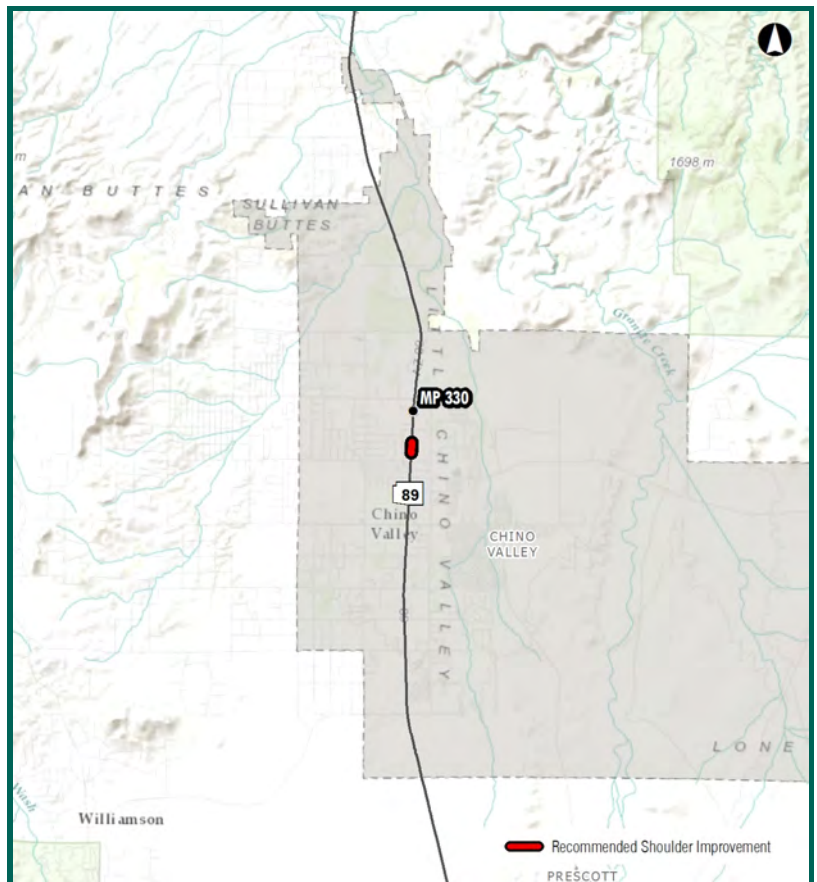 1698 m
m
AN BUTTES
SULLIVAN
BUTTES
Granite Creek
LITTLE CHINO VALLEY
MP 330
89
Chino
Valley
CHINO
VALLEY
LONE
Wash
Williamson
Recommended Shoulder Improvement
PRESCOTT